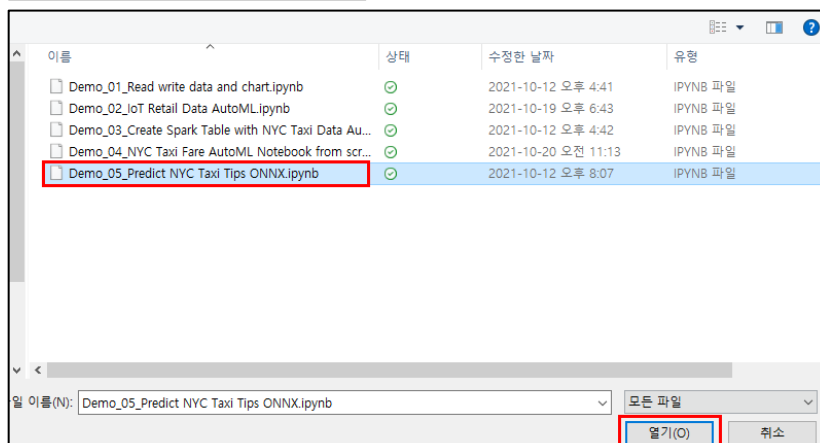 이름 상태 수정한 날짜 유형
Demo_01_Read write data and chart.ipynb 2021-10-12 오후 4:41 IPYNB 파일
Demo_02_IoT Retail Data AutoML.ipynb 2021-10-19 오후 6:43 IPYNB 파일
Demo_03_Create Spark Table with NYC Taxi Data Au... 2021-10-12 오후 4:42 IPYNB 파일
Demo_04_NYC Taxi Fare AutoML Notebook from scr... 2021-10-20 오전 11:13 IPYNB 파일
Demo_05_Predict NYC Taxi Tips ONNX.ipynb 2021-10-12 오후 8:07 IPYNB 파일
일 이름(N): Demo_05_Predict NYC Taxi Tips ONNX.ipynb 모든 파일
열기(O) 취소